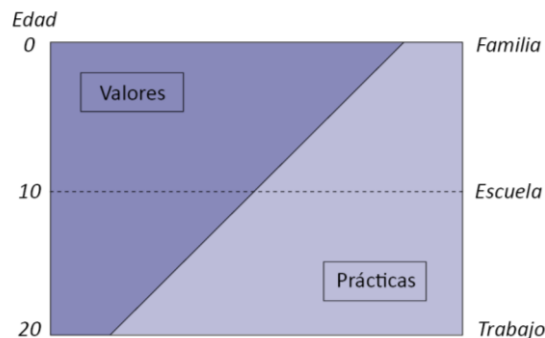 Edad
0 Familia
Valores
10 Escuela
Prácticas
20 Trabajo